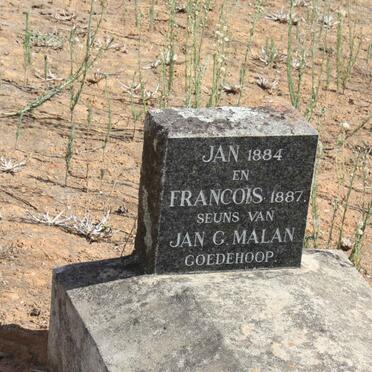 JAN 1884
EN
FRANCOIS 1887.
SEUNS VAN
JAN G. MALAN
GOEDEHOOP.